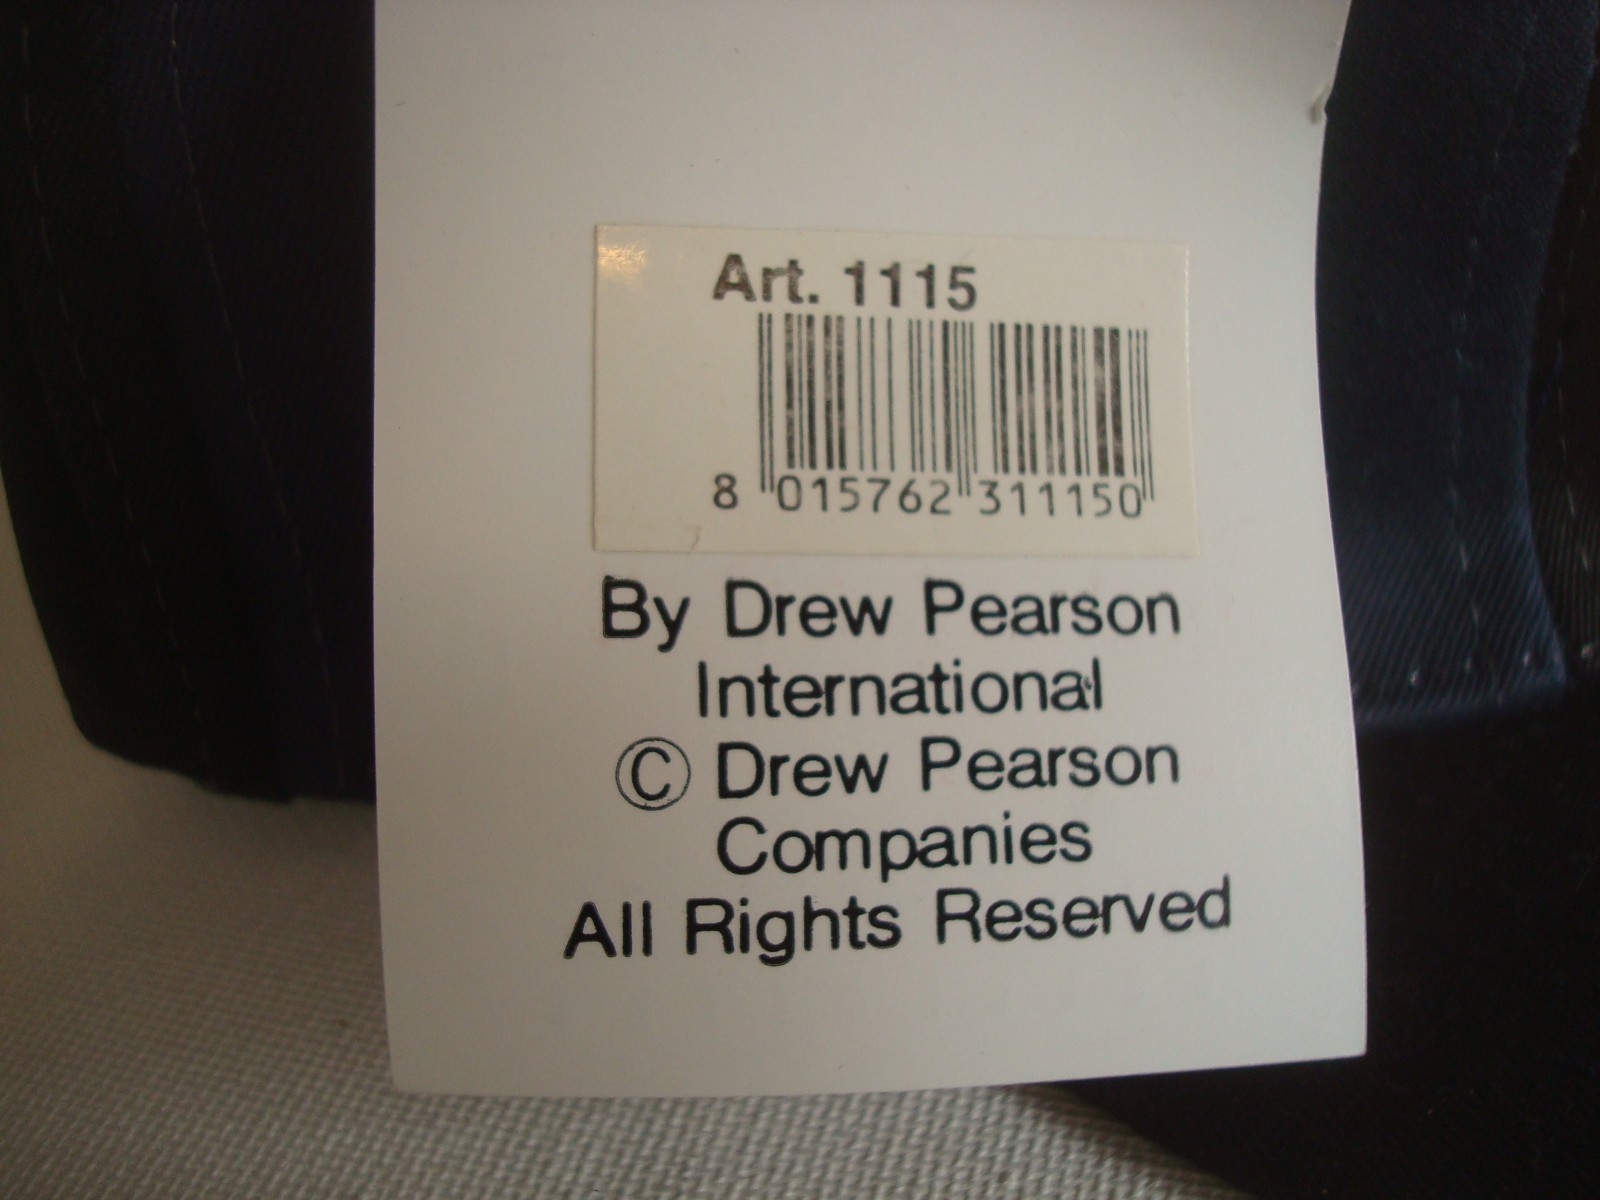 Art. 1115
8 015762 311150
By Drew Pearson
International
© Drew Pearson
Companies
All Rights Reserved